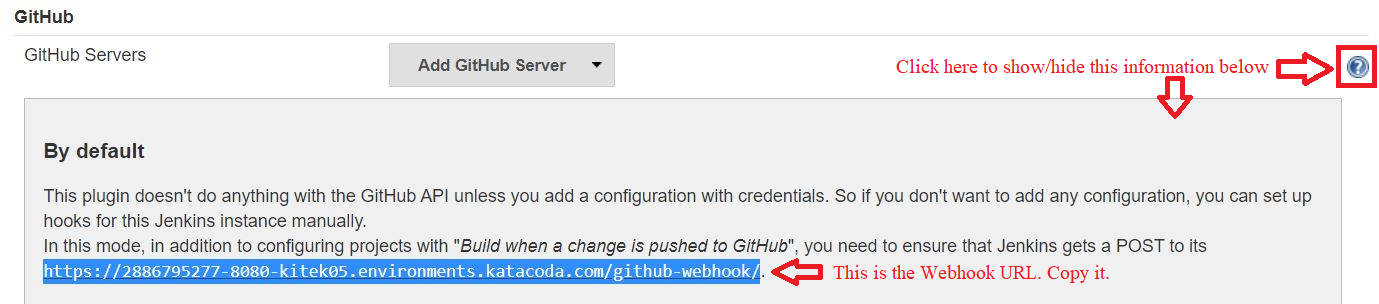 GitHub
GitHub Servers
Add GitHub Server
Click here to show/hide this information below
?
By default
This plugin doesn't do anything with the GitHub API unless you add a configuration with credentials. So if you don't want to add any configuration, you can set up
hooks for this Jenkins instance manually.
In this mode, in addition to configuring projects with "Build when a change is pushed to GitHub", you need to ensure that Jenkins gets a POST to its
https://2886795277-8080-kitek05.environments.katacoda.com/github-webhook/. This is the Webhook URL. Copy it.